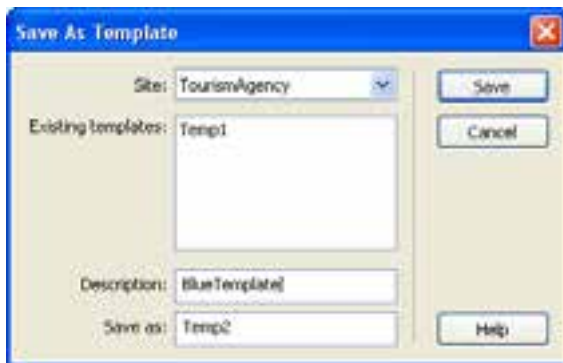 Save As Template
Site: TourismAgency
Save
Existing templates: Temp1
Cancel
Description: BlueTemplate
Save as: Temp2
Help